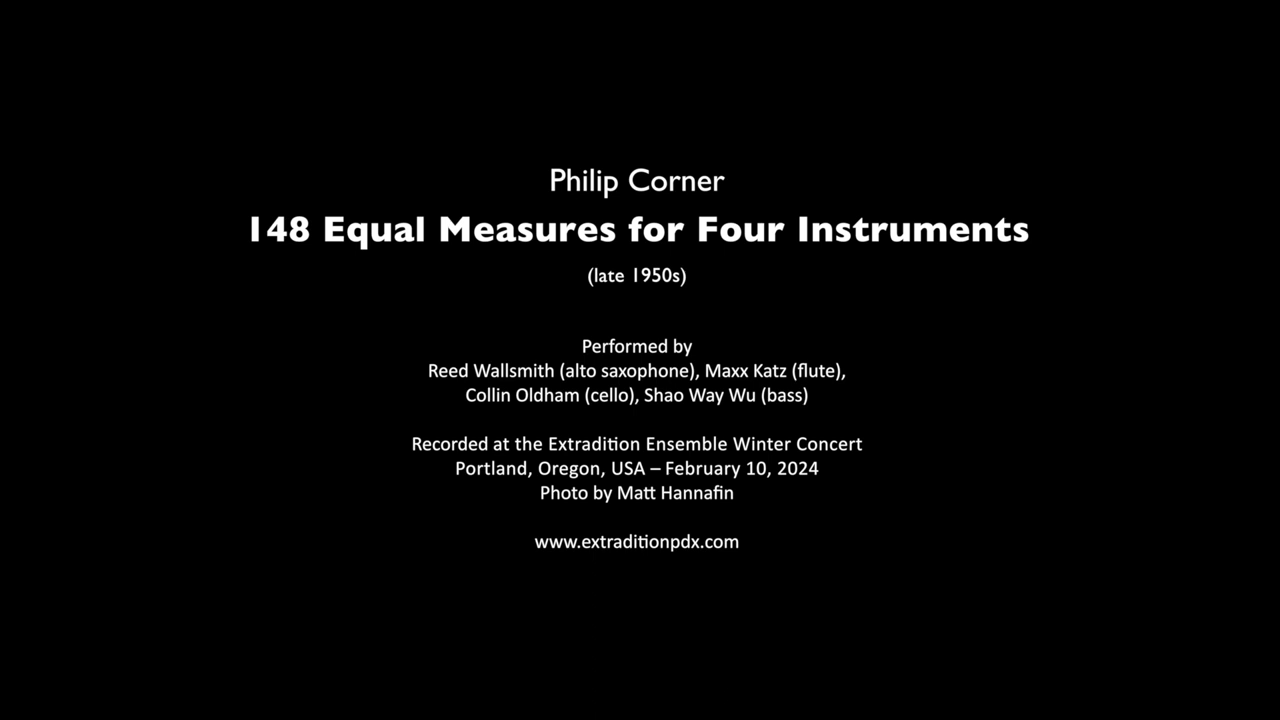 Philip Corner
148 Equal Measures for Four Instruments
(late 1950s)
Performed by
Reed Wallsmith (alto saxophone), Maxx Katz (flute),
Collin Oldham (cello), Shao Way Wu (bass)
Recorded at the Extradition Ensemble Winter Concert
Portland, Oregon, USA – February 10, 2024
Photo by Matt Hannafin
www.extraditionpdx.com